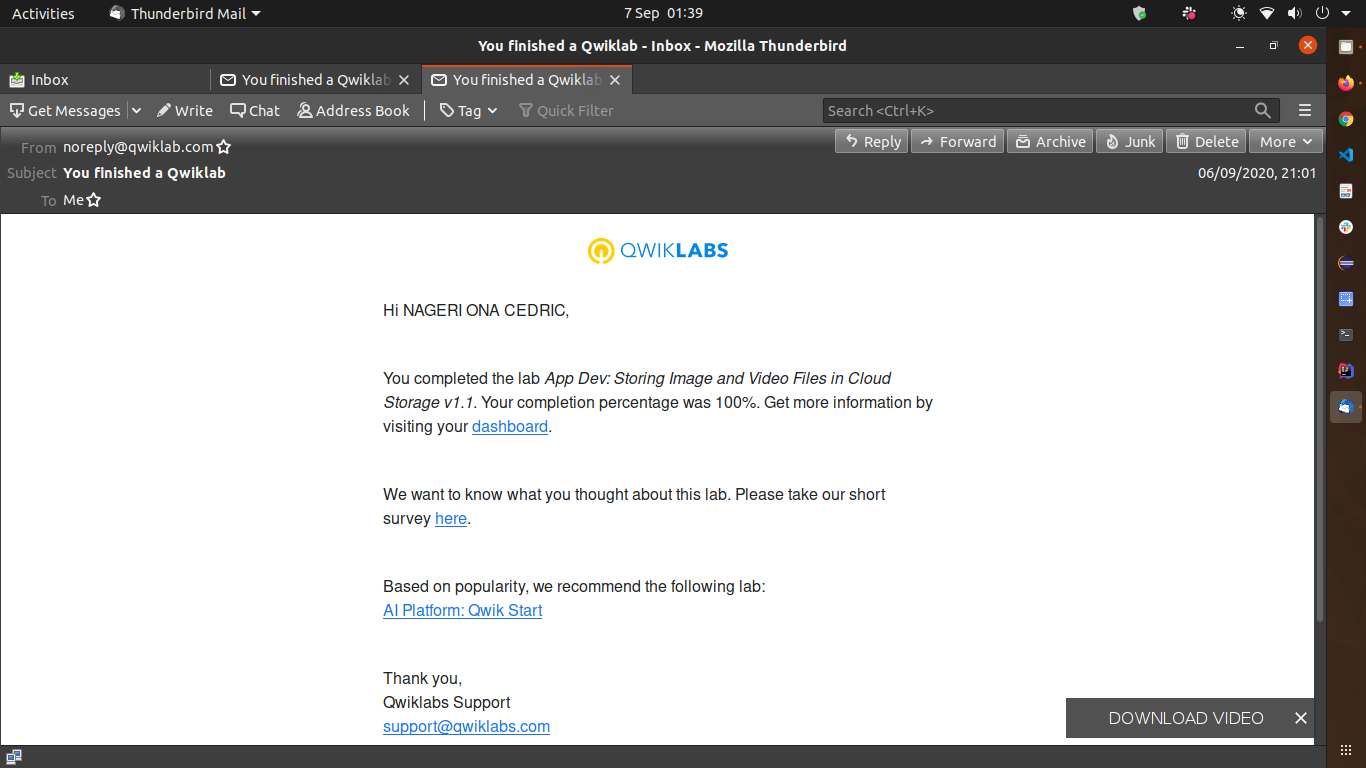 Activities Thunderbird Mail 7 Sep 01:39
You finished a Qwiklab - Inbox - Mozilla Thunderbird
Inbox You finished a Qwiklab You finished a Qwiklab
Get Messages Write Chat Address Book Tag Quick Filter Search <Ctrl+K>
From noreply@qwiklab.com Reply Forward Archive Junk Delete More
Subject You finished a Qwiklab 06/09/2020, 21:01
To Me
QWIKLABS
Hi NAGERI ONA CEDRIC,
You completed the lab App Dev: Storing Image and Video Files in Cloud
Storage v1.1. Your completion percentage was 100%. Get more information by
visiting your dashboard.
We want to know what you thought about this lab. Please take our short
survey here.
Based on popularity, we recommend the following lab:
AI Platform: Qwik Start
Thank you,
Qwiklabs Support
support@qwiklabs.com
DOWNLOAD VIDEO